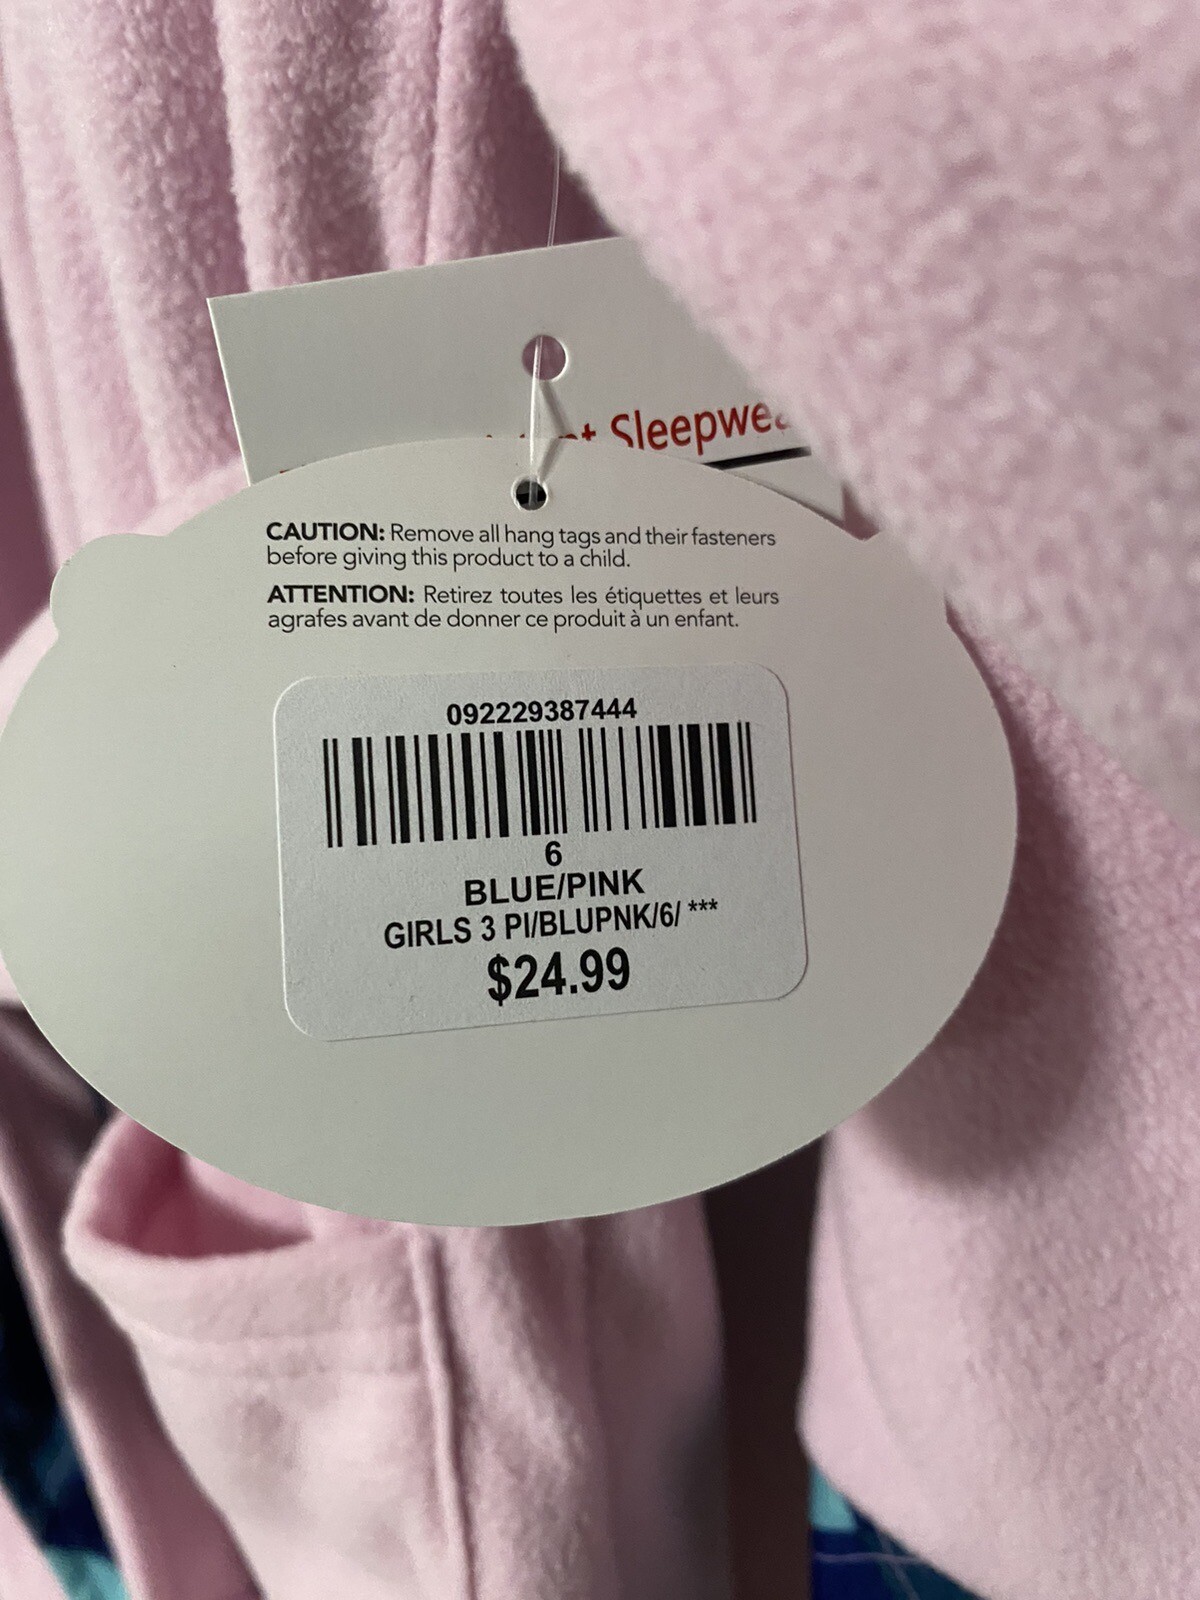 Sleepwea
CAUTION: Remove all hang tags and their fasteners
before giving this product to a child.
ATTENTION: Retirez toutes les étiquettes et leurs
agrafes avant de donner ce produit à un enfant.
092229387444
6
BLUE/PINK
GIRLS 3 PI/BLUPNK/6/ ***
$24.99